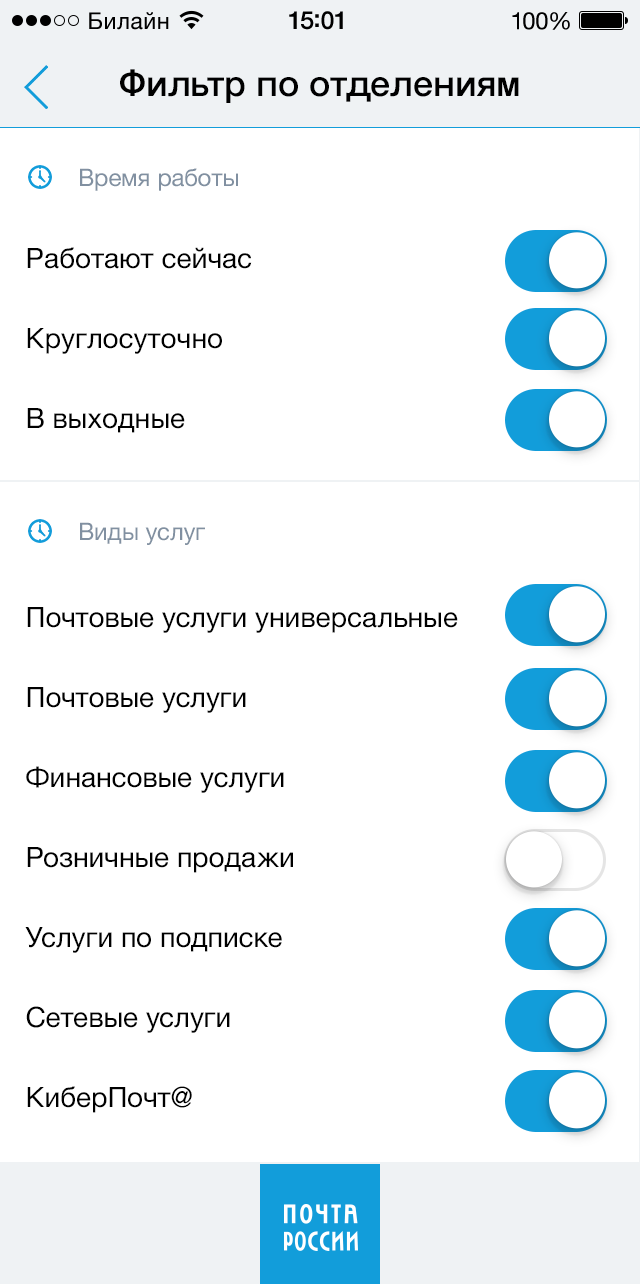 Билайн 15:01 100%
Фильтр по отделениям
Время работы
Работают сейчас
Круглосуточно
В выходные
Виды услуг
Почтовые услуги универсальные
Почтовые услуги
Финансовые услуги
Розничные продажи
Услуги по подписке
Сетевые услуги
КиберПочт@
ПОЧТА
РОССИИ